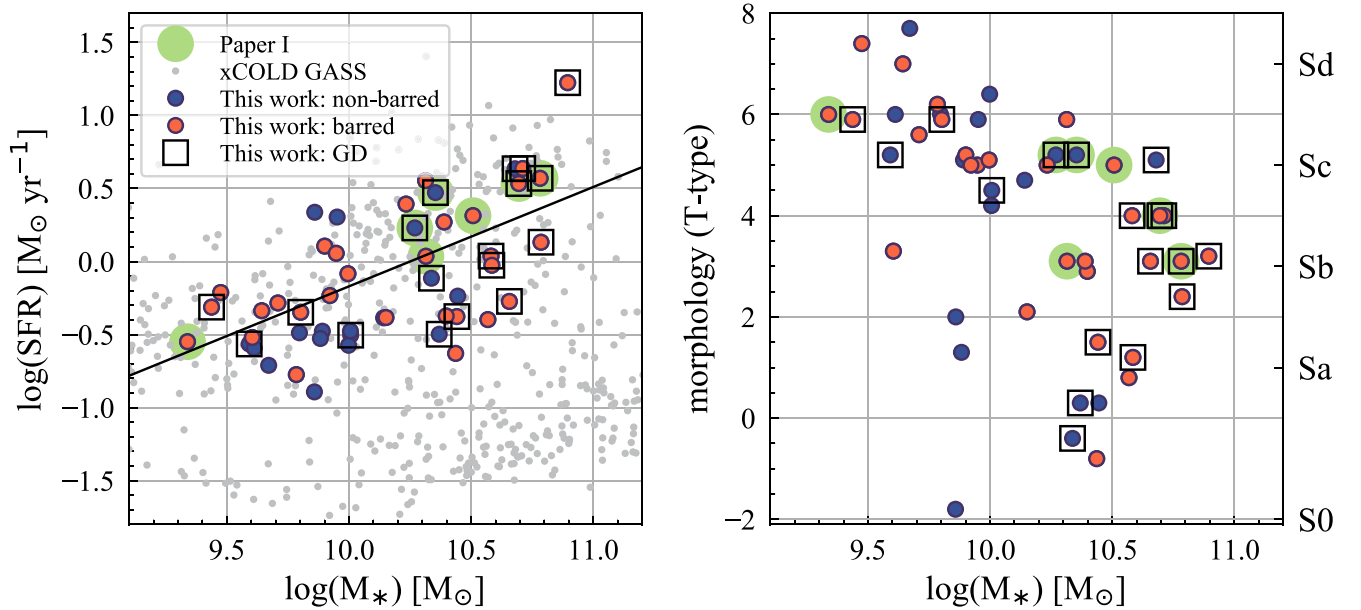 log(SFR) [M⊙ yr−1]
1.5
1.0
0.5
0.0
−0.5
−1.0
−1.5
Paper I
xCOLD GASS
This work: non-barred
This work: barred
This work: GD
9.5 10.0 10.5 11.0
log(M∗) [M⊙]
morphology (T-type)
8
6
4
2
0
−2
Sd
Sc
Sb
Sa
S0
9.5 10.0 10.5 11.0
log(M∗) [M⊙]